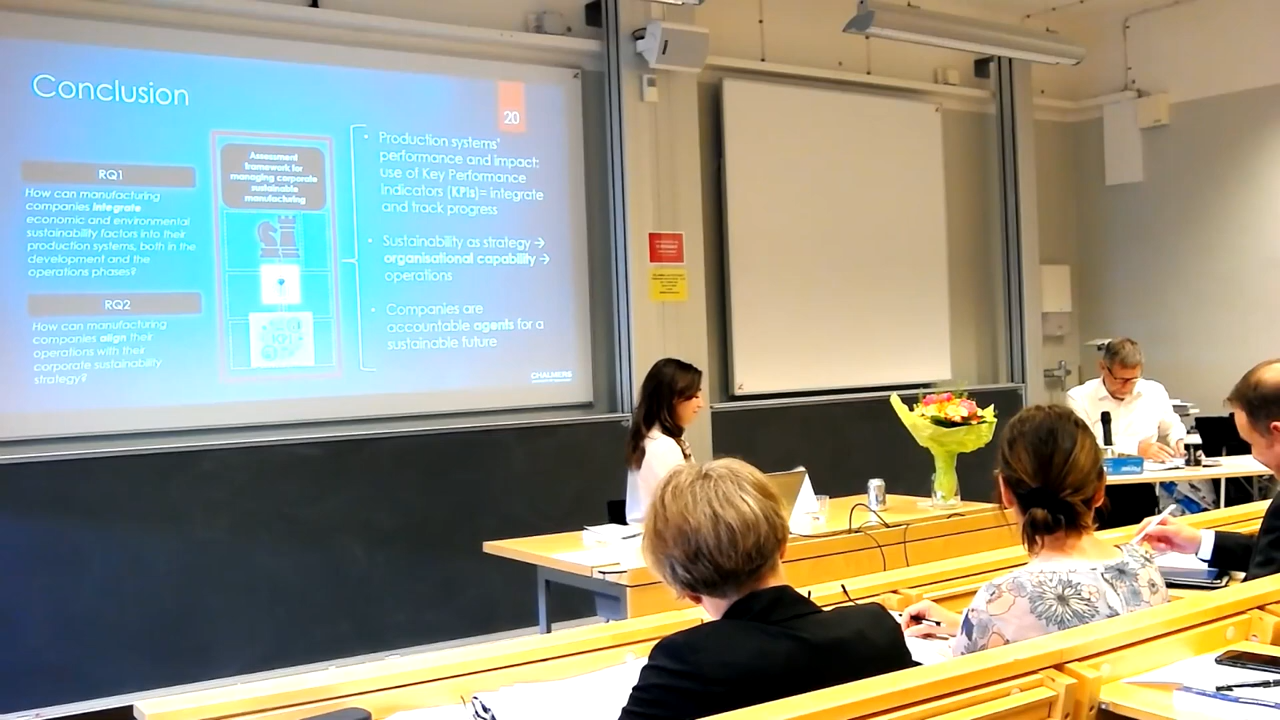 Conclusion
20
RQ1
How can manufacturing
companies integrate
economic and environmental
sustainability factors into their
production systems, both in the
development and the
operations phases?
RQ2
How can manufacturing
companies align their
operations with their
corporate sustainability
strategy?
Assessment
framework for
managing corporate
sustainable
manufacturing
• Production systems'
performance and impact:
use of Key Performance
Indicators (KPIs)= integrate
and track progress
• Sustainability as strategy →
organisational capability →
operations
• Companies are
accountable agents for a
sustainable future
CHALMERS